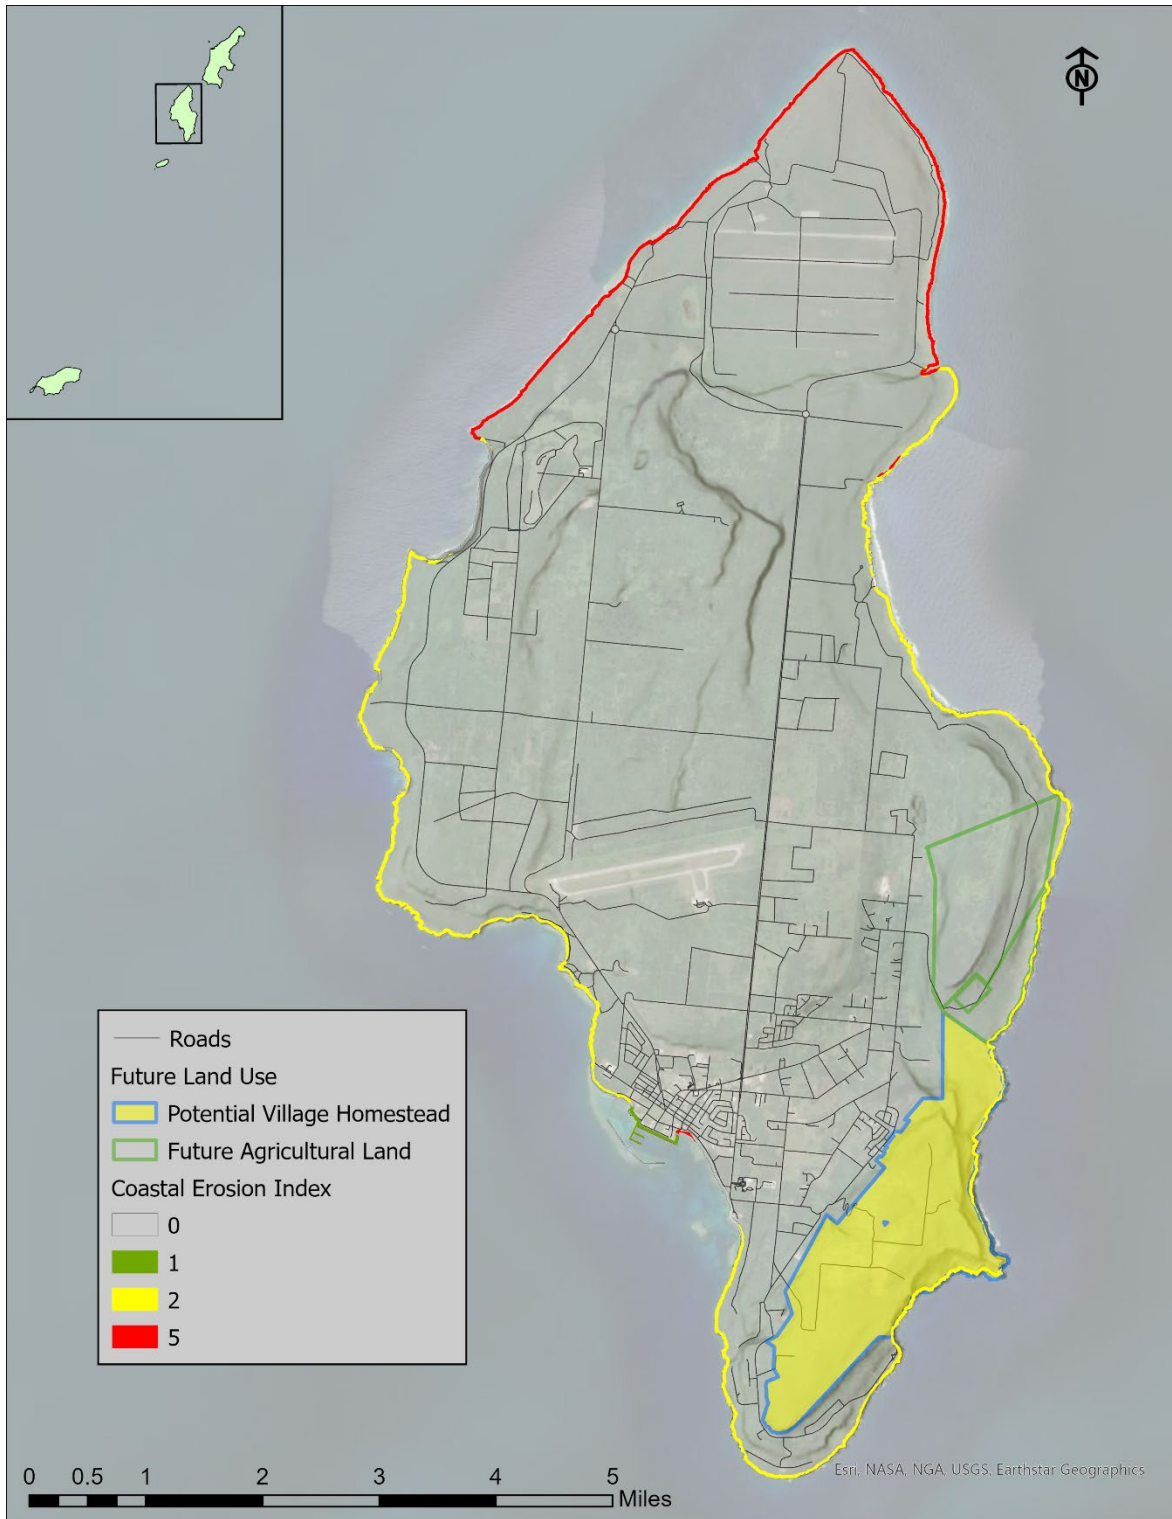 N
Roads
Future Land Use
Potential Village Homestead
Future Agricultural Land
Coastal Erosion Index
0
1
2
5
Esri, NASA, NGA, USGS, Earthstar Geographics
0 0.5 1 2 3 4 5
Miles